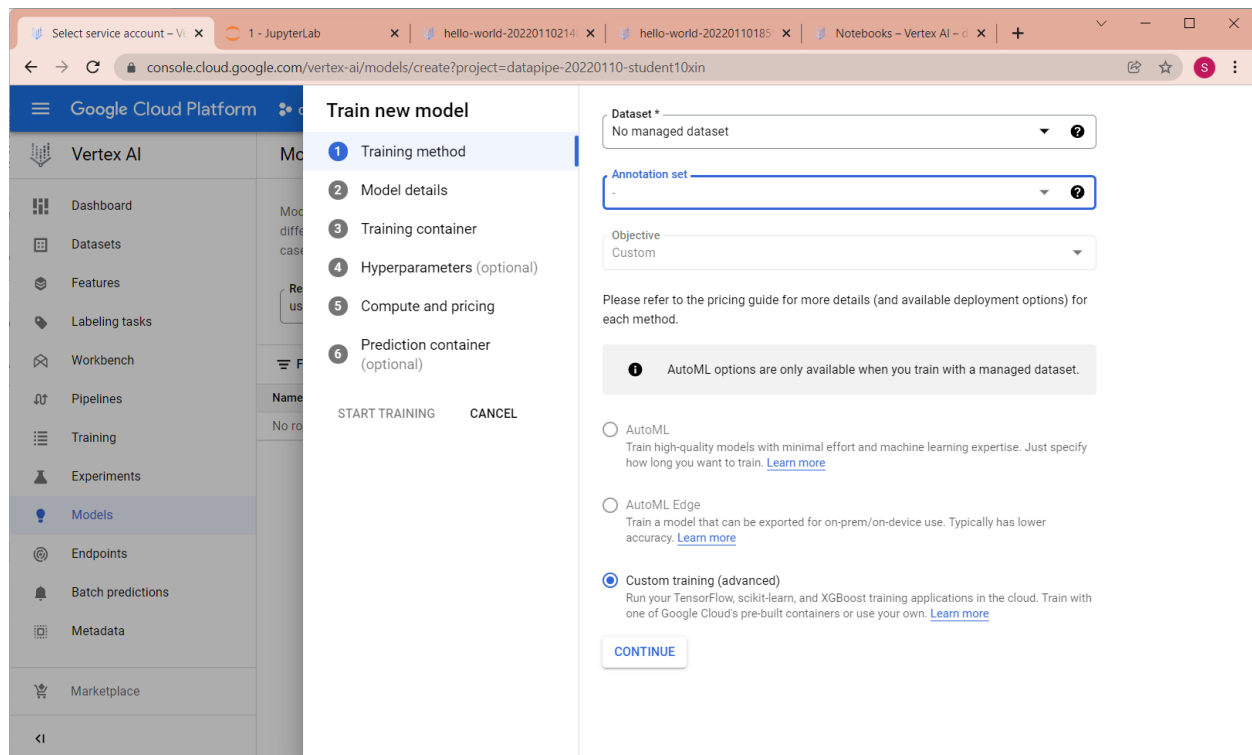 Select service account – V
1 - JupyterLab
hello-world-20220110214
hello-world-20220110185
Notebooks – Vertex AI – d
console.cloud.google.com/vertex-ai/models/create?project=datapipe-20220110-student10xin
S
Google Cloud Platform
Vertex AI
Dashboard
Datasets
Features
Labeling tasks
Workbench
Pipelines
Training
Experiments
Models
Endpoints
Batch predictions
Metadata
Marketplace
Mo
Mod
diffe
case
Re
us
F
Name
No ro
Train new model
1 Training method
2 Model details
3 Training container
4 Hyperparameters (optional)
5 Compute and pricing
6 Prediction container
(optional)
START TRAINING CANCEL
Dataset *
No managed dataset
Annotation set
-
Objective
Custom
Please refer to the pricing guide for more details (and available deployment options) for
each method.
AutoML options are only available when you train with a managed dataset.
AutoML
Train high-quality models with minimal effort and machine learning expertise. Just specify
how long you want to train. Learn more
AutoML Edge
Train a model that can be exported for on-prem/on-device use. Typically has lower
accuracy. Learn more
Custom training (advanced)
Run your TensorFlow, scikit-learn, and XGBoost training applications in the cloud. Train with
one of Google Cloud's pre-built containers or use your own. Learn more
CONTINUE